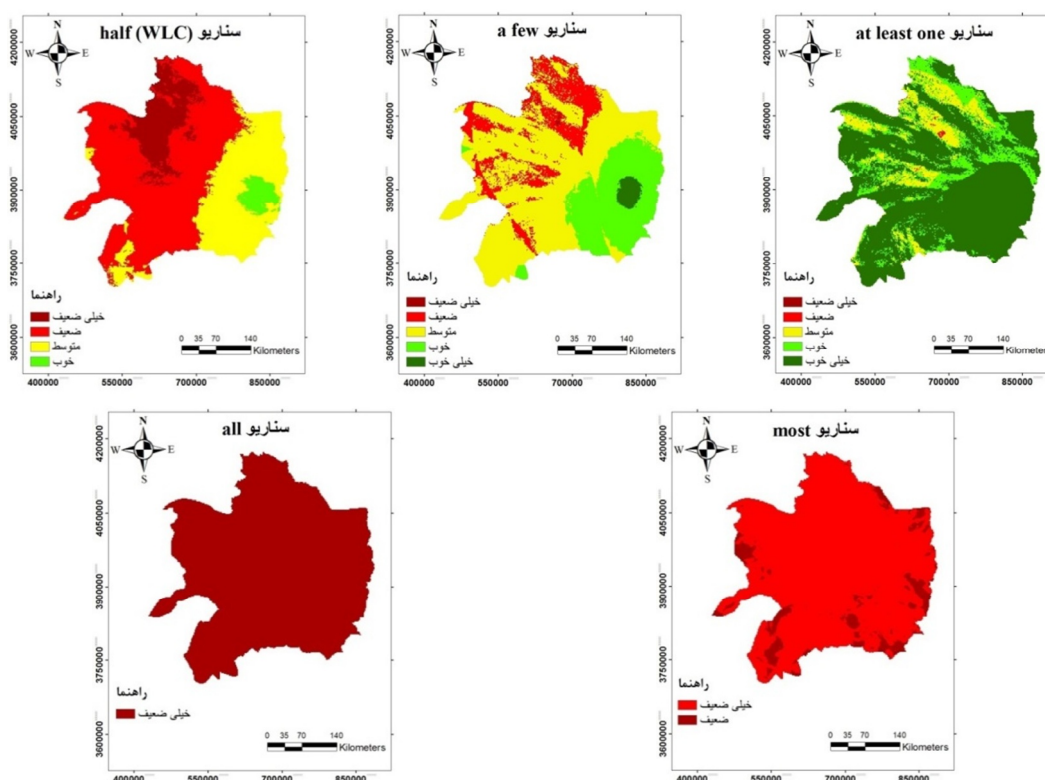 سناریو half (WLC)
N
W E
S
4200000
4050000
3900000
3750000
3600000
راهنما
خیلی ضعیف
ضعیف
متوسط
خوب
0 35 70 140
Kilometers
400000 550000 700000 850000
سناریو a few
N
W E
S
4200000
4050000
3900000
3750000
3600000
راهنما
خیلی ضعیف
ضعیف
متوسط
خوب
خیلی خوب
0 35 70 140
Kilometers
400000 550000 700000 850000
سناریو at least one
N
W E
S
4200000
4050000
3900000
3750000
3600000
راهنما
خیلی ضعیف
ضعیف
متوسط
خوب
خیلی خوب
0 35 70 140
Kilometers
400000 550000 700000 850000
سناریو all
N
W E
S
4200000
4050000
3900000
3750000
3600000
راهنما
خیلی ضعیف
0 35 70 140
Kilometers
400000 550000 700000 850000
سناریو most
N
W E
S
4200000
4050000
3900000
3750000
3600000
راهنما
خیلی ضعیف
ضعیف
0 35 70 140
Kilometers
400000 550000 700000 850000